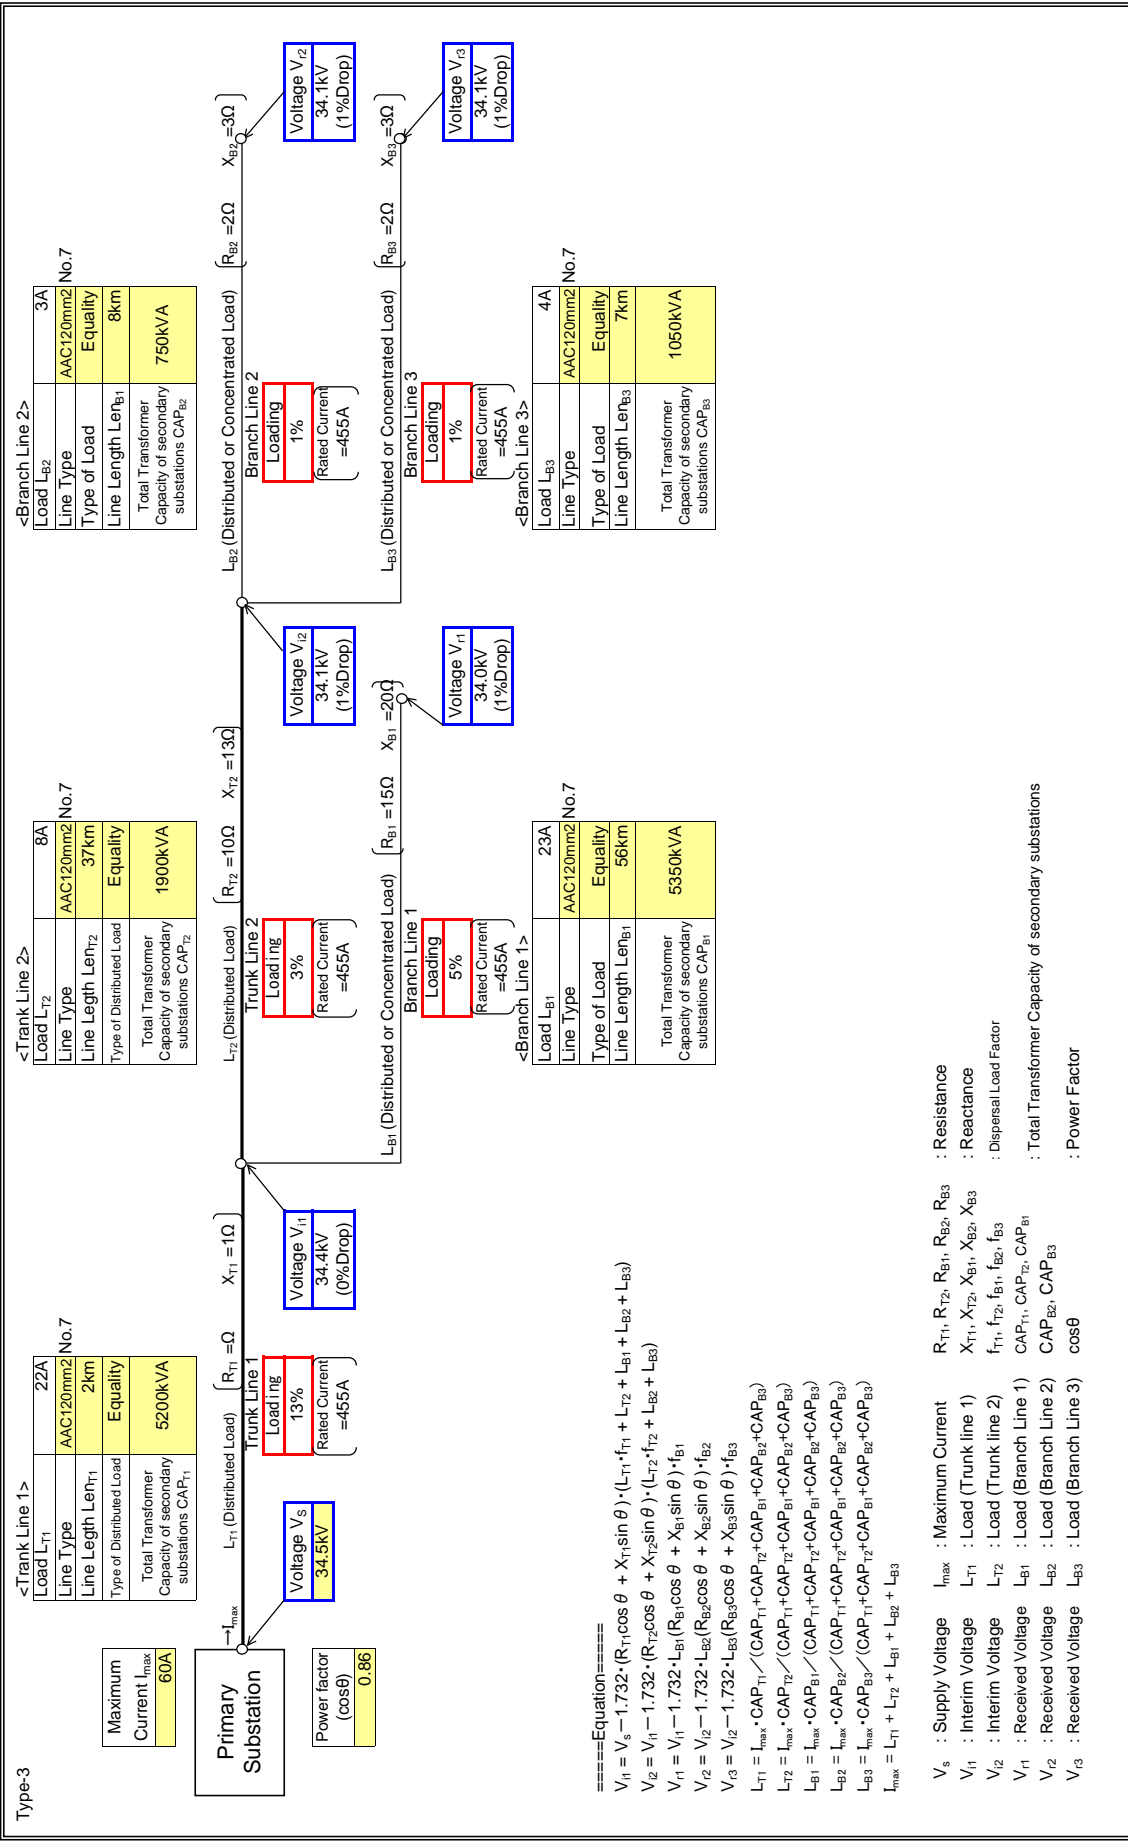 Type-3
Maximum
Current Imax
60A
Primary
Substation
Power factor
(cosθ)
0.86
→Imax
Voltage VS
34.5kV
<Trank Line 1>
Load LT1 22A
Line Type AAC120mm2 No.7
Line Legth LenT1 2km
Type of Distributed Load Equality
Total Transformer
Capacity of secondary
substations CAPT1
5200kVA
LT1 (Distributed Load) RT1 =Ω XT1 =1Ω
Trunk Line 1
Loading
13%
Rated Current
=455A
Voltage Vi1
34.4kV
(0%Drop)
<Trank Line 2>
Load LT2 8A
Line Type AAC120mm2 No.7
Line Legth LenT2 37km
Type of Distributed Load Equality
Total Transformer
Capacity of secondary
substations CAPT2
1900kVA
LT2 (Distributed Load) RT2 =10Ω XT2 =13Ω
Trunk Line 2
Loading
3%
Rated Current
=455A
Voltage Vi2
34.1kV
(1%Drop)
LB1 (Distributed or Concentrated Load) RB1 =15Ω XB1 =20Ω
Branch Line 1
Loading
5%
Rated Current
=455A
Voltage Vr1
34.0kV
(1%Drop)
<Branch Line 1>
Load LB1 23A
Line Type AAC120mm2 No.7
Type of Load Equality
Line Length LenB1 56km
Total Transformer
Capacity of secondary
substations CAPB1
5350kVA
<Branch Line 2>
Load LB2 3A
Line Type AAC120mm2 No.7
Type of Load Equality
Line Length LenB1 8km
Total Transformer
Capacity of secondary
substations CAPB2
750kVA
LB2 (Distributed or Concentrated Load) RB2 =2Ω XB2 =3Ω
Branch Line 2
Loading
1%
Rated Current
=455A
Voltage Vr2
34.1kV
(1%Drop)
LB3 (Distributed or Concentrated Load) RB3 =2Ω XB3 =3Ω
Branch Line 3
Loading
1%
Rated Current
=455A
Voltage Vr3
34.1kV
(1%Drop)
<Branch Line 3>
Load LB3 4A
Line Type AAC120mm2 No.7
Type of Load Equality
Line Length LenB3 7km
Total Transformer
Capacity of secondary
substations CAPB3
1050kVA
=====Equation=====
Vi1 = Vs−1.732・(RT1cos θ + XT1sin θ)・(LT1・fT1 + LT2 + LB1 + LB2 + LB3)
Vi2 = Vi1−1.732・(RT2cos θ + XT2sin θ)・(LT2・fT2 + LB2 + LB3)
Vr1 = Vi1−1.732・LB1(RB1cos θ + XB1sin θ)・fB1
Vr2 = Vi2−1.732・LB2(RB2cos θ + XB2sin θ)・fB2
Vr3 = Vi2−1.732・LB3(RB3cos θ + XB3sin θ)・fB3
LT1 = Imax・CAPT1／(CAPT1+CAPT2+CAPB1+CAPB2+CAPB3)
LT2 = Imax・CAPT2／(CAPT1+CAPT2+CAPB1+CAPB2+CAPB3)
LB1 = Imax・CAPB1／(CAPT1+CAPT2+CAPB1+CAPB2+CAPB3)
LB2 = Imax・CAPB2／(CAPT1+CAPT2+CAPB1+CAPB2+CAPB3)
LB3 = Imax・CAPB3／(CAPT1+CAPT2+CAPB1+CAPB2+CAPB3)
Imax = LT1 + LT2 + LB1 + LB2 + LB3
Vs : Supply Voltage Imax : Maximum Current RT1, RT2, RB1, RB2, RB3 : Resistance
Vi1 : Interim Voltage LT1 : Load (Trunk line 1) XT1, XT2, XB1, XB2, XB3 : Reactance
Vi2 : Interim Voltage LT2 : Load (Trunk line 2) fT1, fT2, fB1, fB2, fB3 : Dispersal Load Factor
Vr1 : Received Voltage LB1 : Load (Branch Line 1) CAPT1, CAPT2, CAPB1 : Total Transformer Capacity of secondary substations
Vr2 : Received Voltage LB2 : Load (Branch Line 2) CAPB2, CAPB3
Vr3 : Received Voltage LB3 : Load (Branch Line 3) cosθ : Power Factor